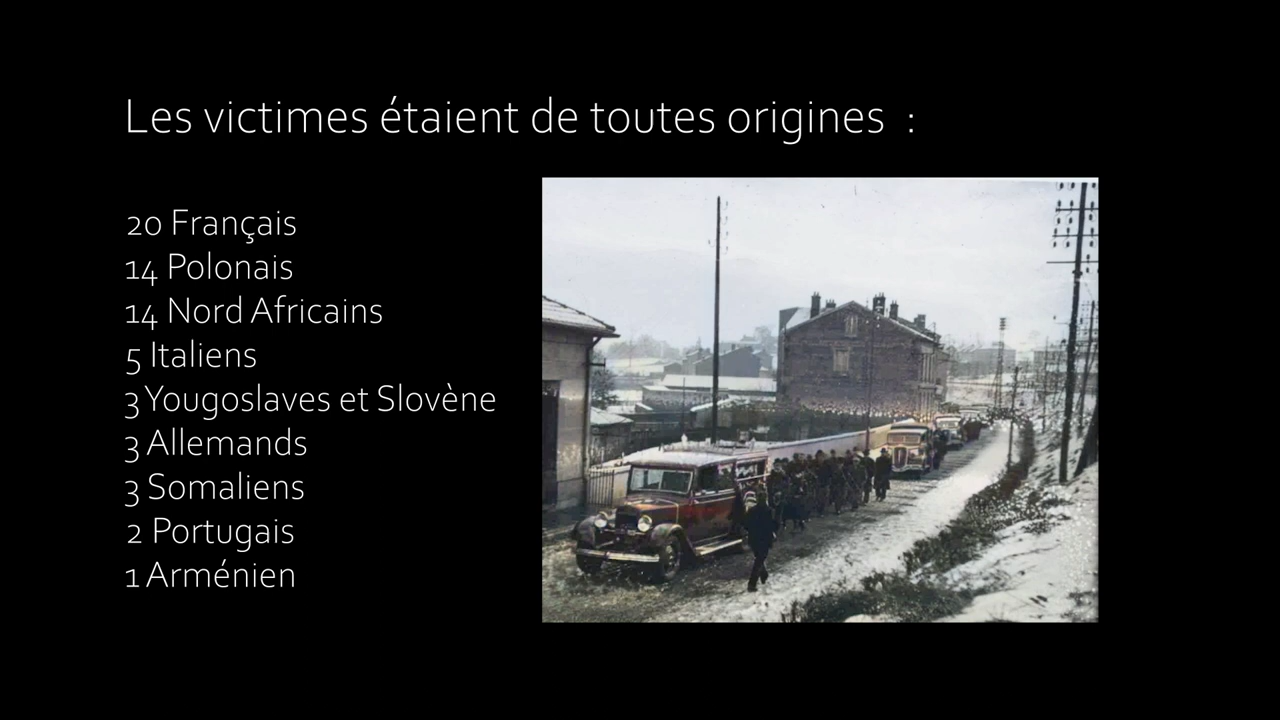 Les victimes étaient de toutes origines :
20 Français
14 Polonais
14 Nord Africains
5 Italiens
3 Yougoslaves et Slovène
3 Allemands
3 Somaliens
2 Portugais
1 Arménien